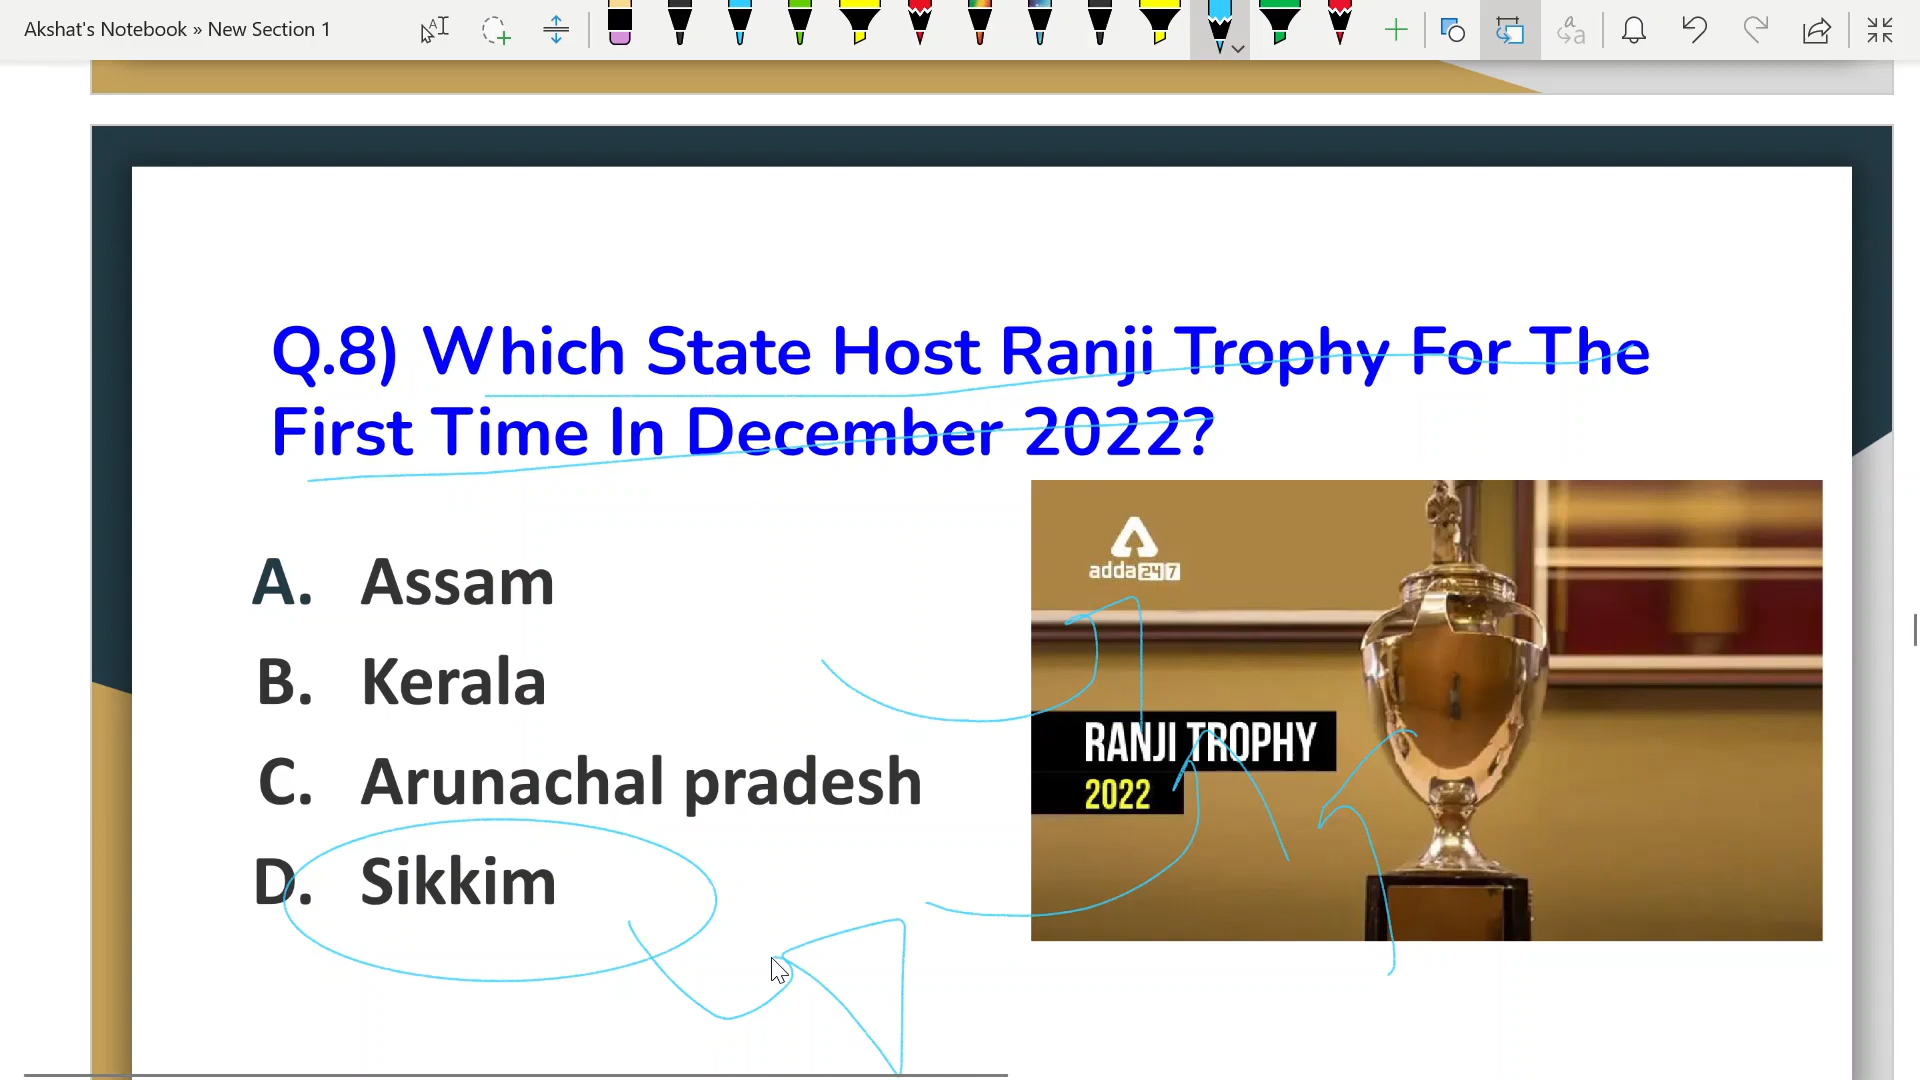 Akshat's Notebook » New Section 1
Q.8) Which State Host Ranji Trophy For The
First Time In December 2022?
A. Assam
B. Kerala
C. Arunachal pradesh
D. Sikkim
adda247
RANJI TROPHY
2022